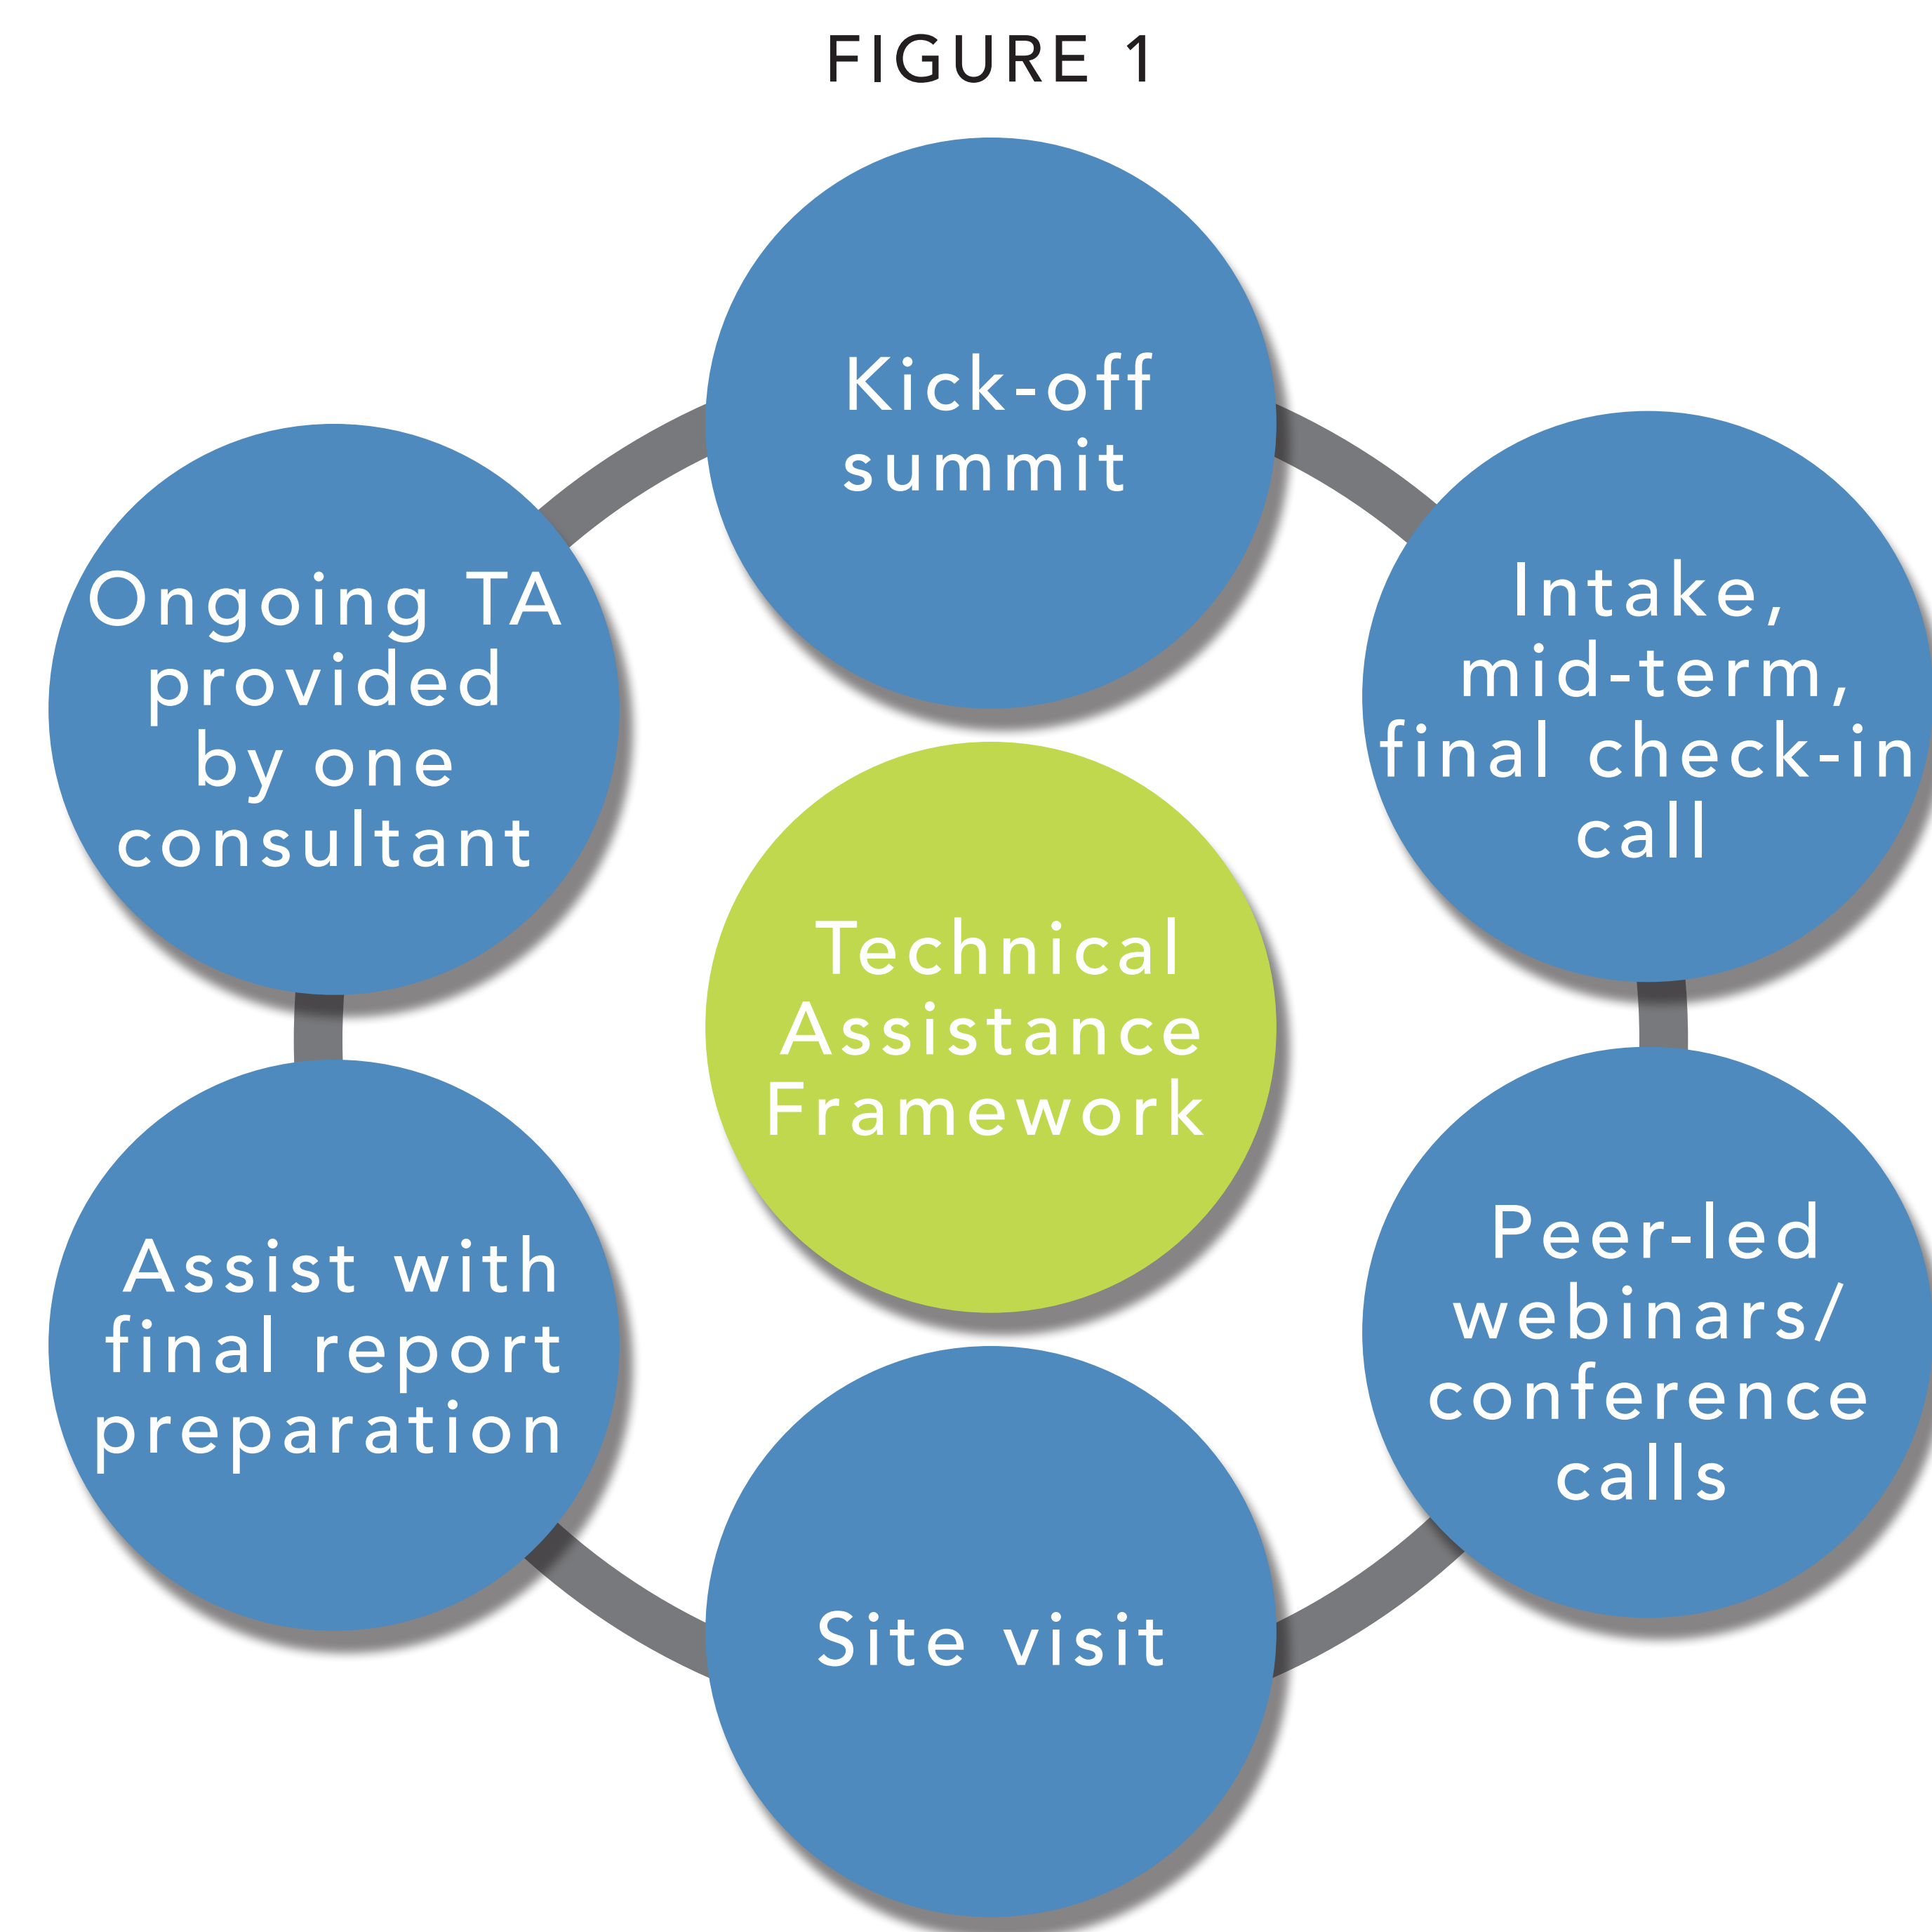 FIGURE 1
Kick-off
summit
Intake,
mid-term,
final check-in
call
Peer-led
webinars/
conference
calls
Site visit
Assist with
final report
preparation
Ongoing TA
provided
by one
consultant
Technical
Assistance
Framework